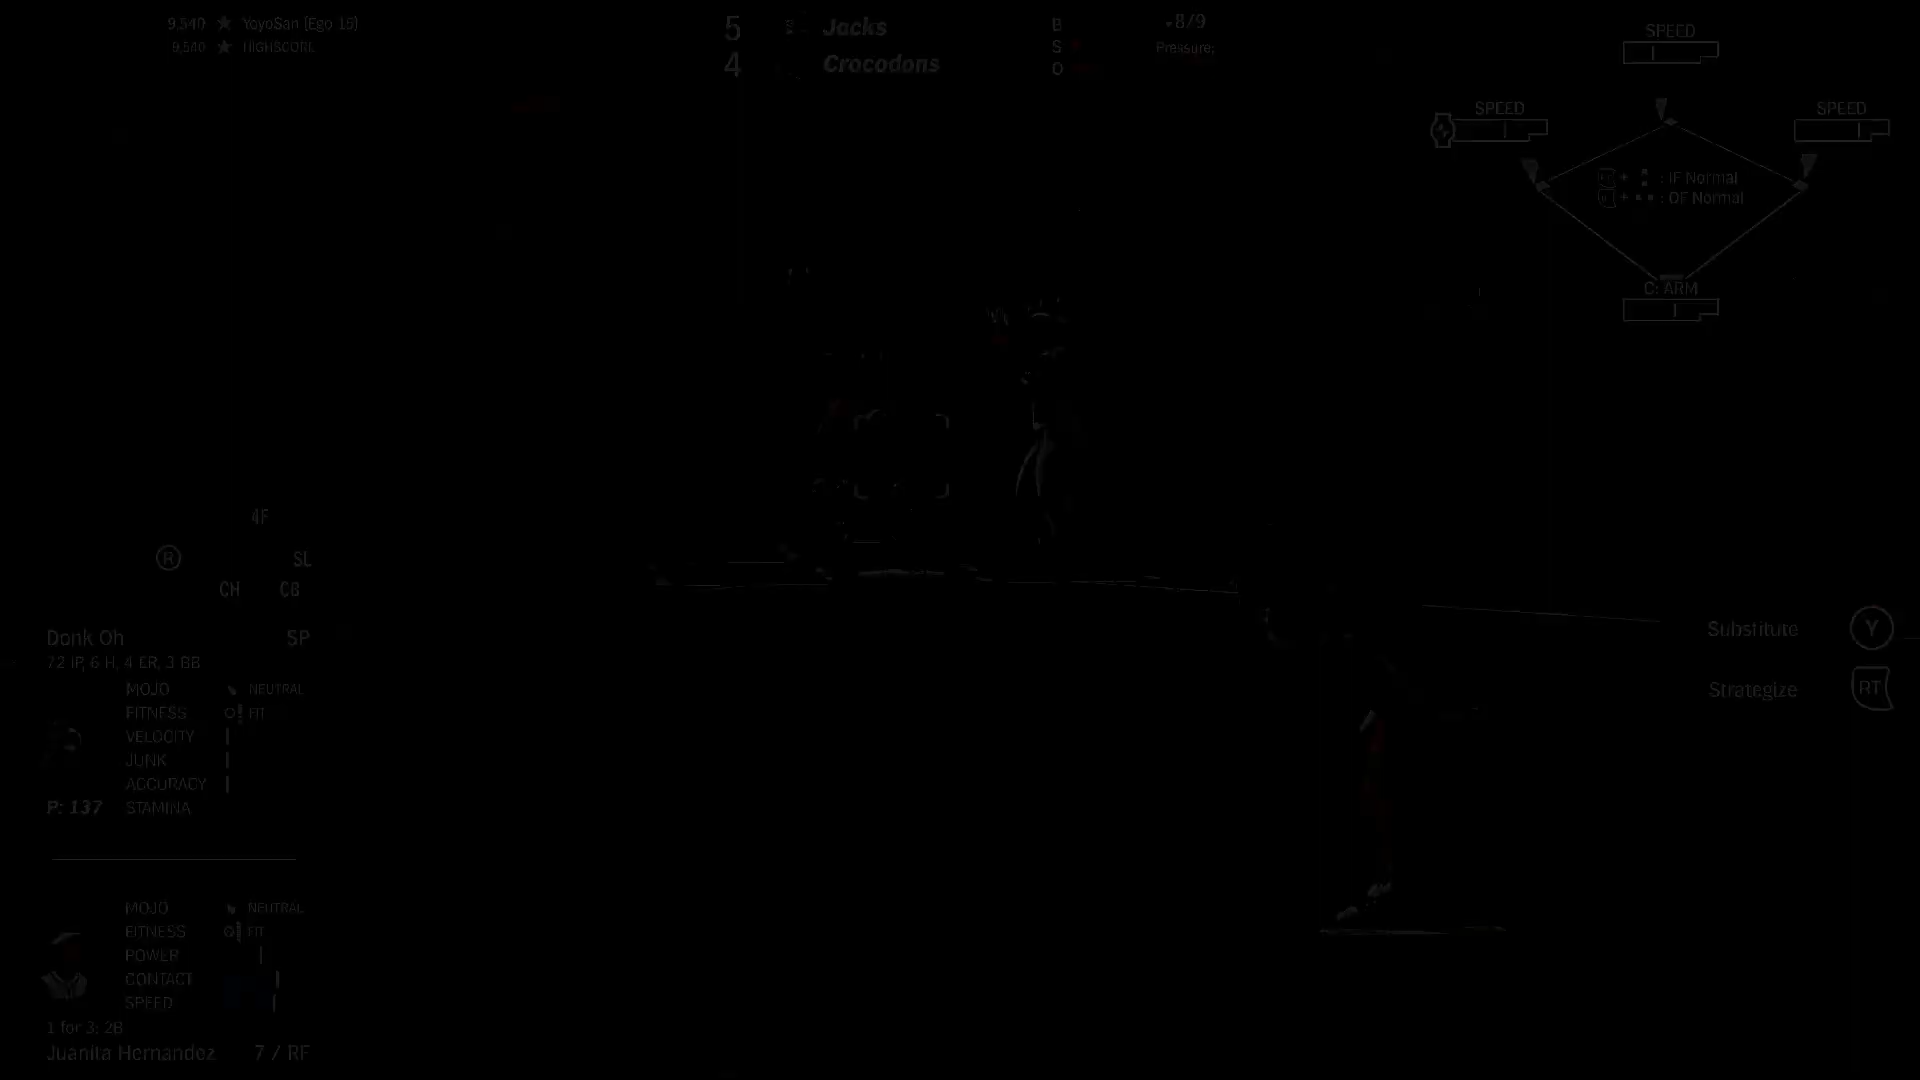 9,540 ★ YoyoSan [Ego 15]
9,540 ★ HIGHSCORE
5 Jacks
4 Crocodons
B
S
O
8/9
Pressure:
SPEED
SPEED
SPEED
: IF Normal
: OF Normal
C: ARM
4F
R
SL
CH CB
Donk Oh SP
7.2 IP, 6 H, 4 ER, 3 BB
MOJO NEUTRAL
FITNESS FIT
VELOCITY
JUNK
ACCURACY
P: 137 STAMINA
Substitute Y
Strategize RT
MOJO NEUTRAL
FITNESS FIT
POWER
CONTACT
SPEED
1 for 3: 2B
Juanita Hernandez 7 / RF